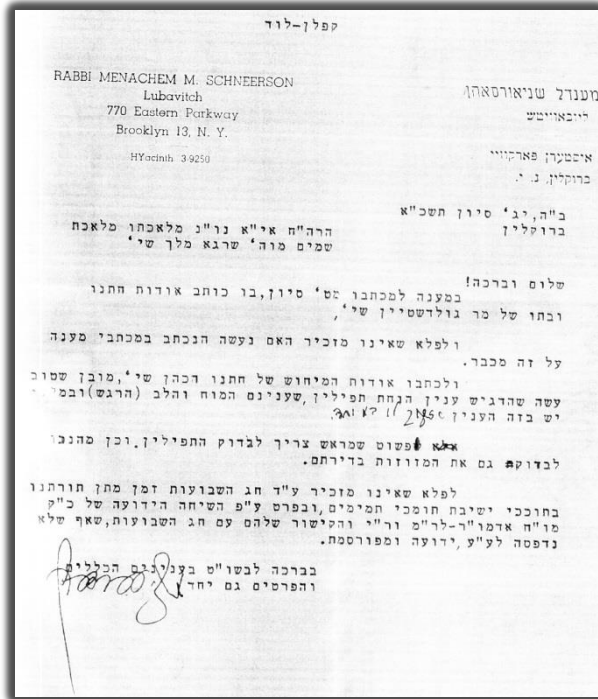 קפלן-לוד
RABBI MENACHEM M. SCHNEERSON
Lubavitch
770 Eastern Parkway
Brooklyn 13, N. Y.
HYacinth 3-9250
מענדל שניאורסאהן
ליובאוויטש
איסטערן פארקוויי
ברוקלין, נ. י.
ב"ה,יג' סיון תשכ"א
ברוקלין
הרה"ח אי"א נו"נ מלאכתו מלאכת
שמים מוה' שרגא מלך שי'
שלום וברכה!
במענה למכתבו מט' סיון,בו כותב אודות חתנו
ובתו של מר גולדשטיין שי',
ולפלא שאינו מזכיר האם נעשה הנכתב במכתבי מענה
על זה מכבר.
ולכתבו אודות המיחוש של חתנו הכהן שי',מובן שטוב
עשה שהדגיש ענין הנחת תפילין,שענינם המוח והלב (הרגש)
יש בזה הענין
פשוט שמראש צריך לבדוק התפילין.וכן מהנכון
לבדוק גם את המזוזות בדירתם.
לפלא שאינו מזכיר ע"ד חג השבועות זמן מתן תורתנו
בחוככי ישיבת תומכי תמימים,ובפרט ע"פ השיחה הידועה של כ"ק
מו"ח אדמו"ר-לר"מ ור"י והקישור שלהם עם חג השבועות,שאף שלא
נדפסה לע"ע,ידועה ומפורסמת.
בברכה לבשו"ט בענינים הכללים
והפרטים גם יחד